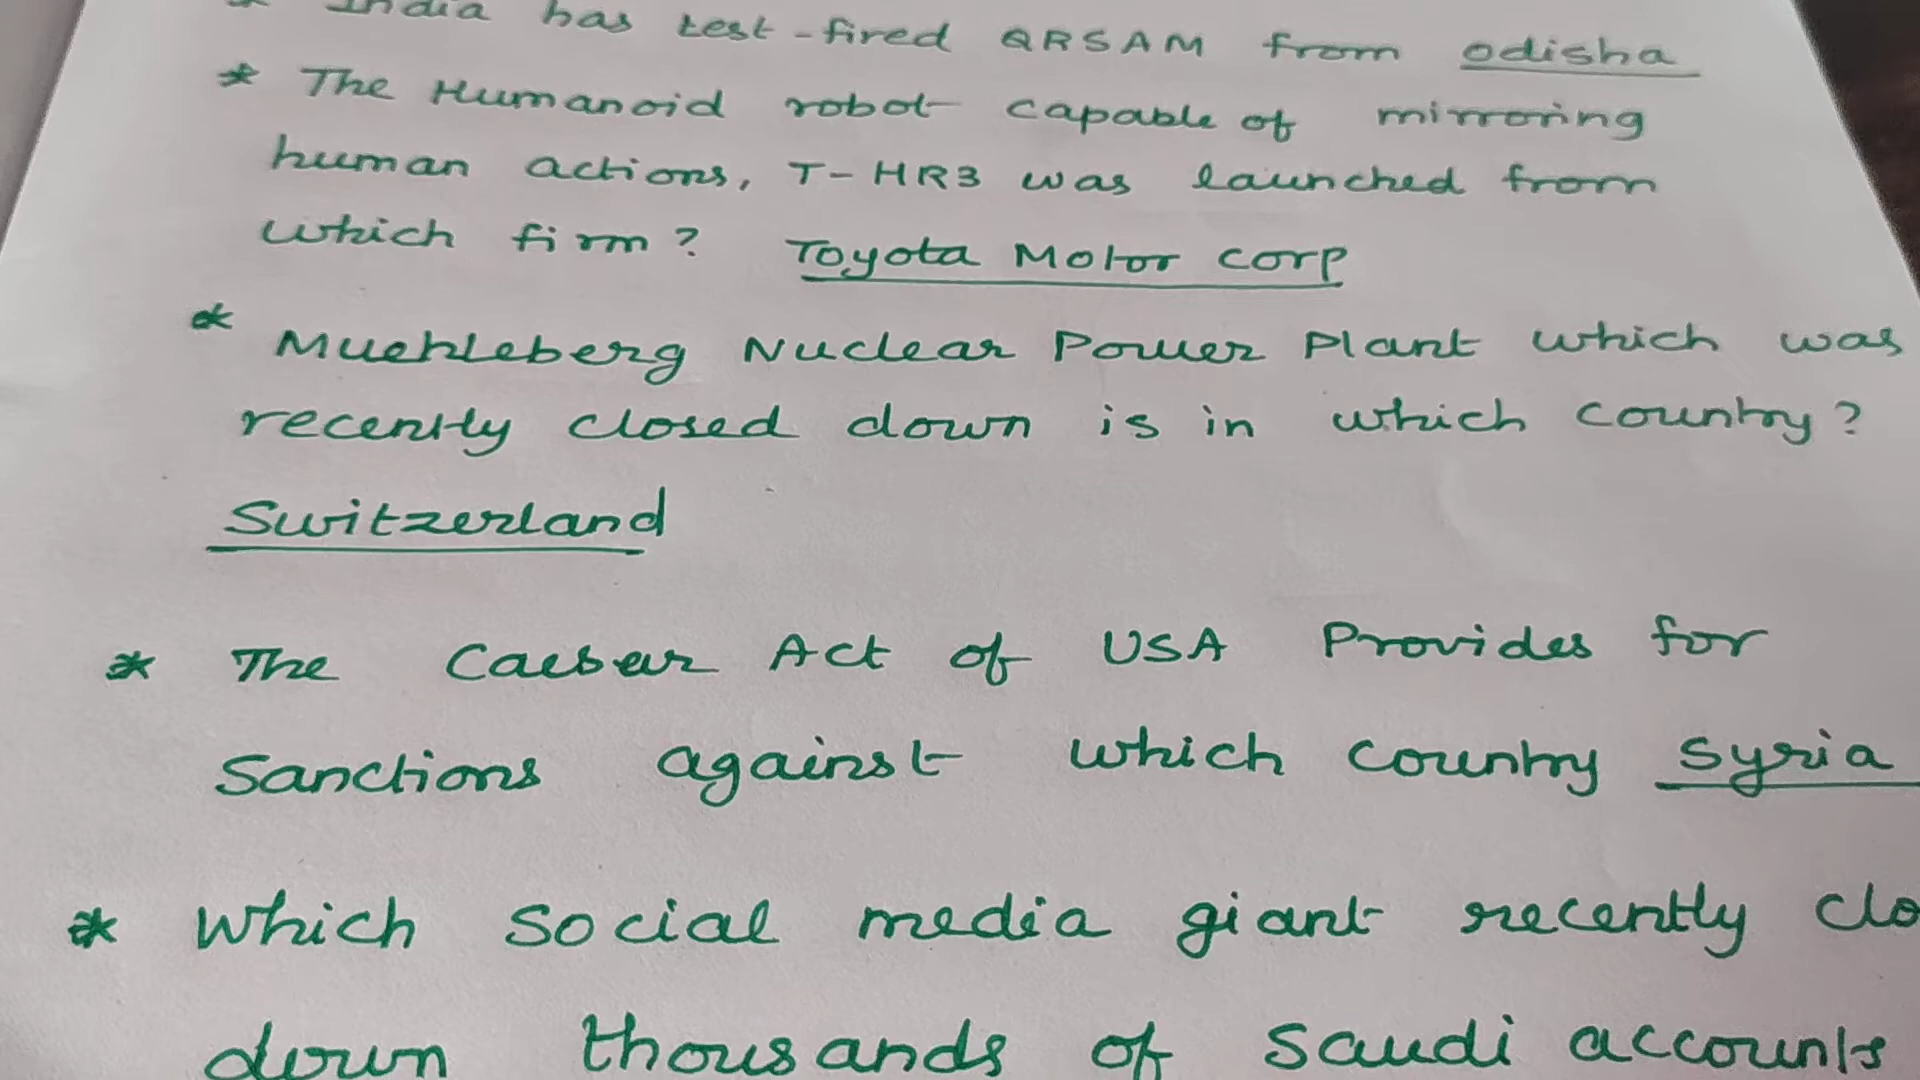 * India has test-fired QRSAM from odisha
* The Humanoid robot capable of mirroring
human actions, T-HR3 was launched from
which firm? Toyota Motor corp
* Muehleberg Nuclear Power Plant which was
recently closed down is in which country?
Switzerland
* The Caesar Act of USA Provides for
Sanctions against which country Syria
* Which social media giant recently clo
down thousands of Saudi accounts